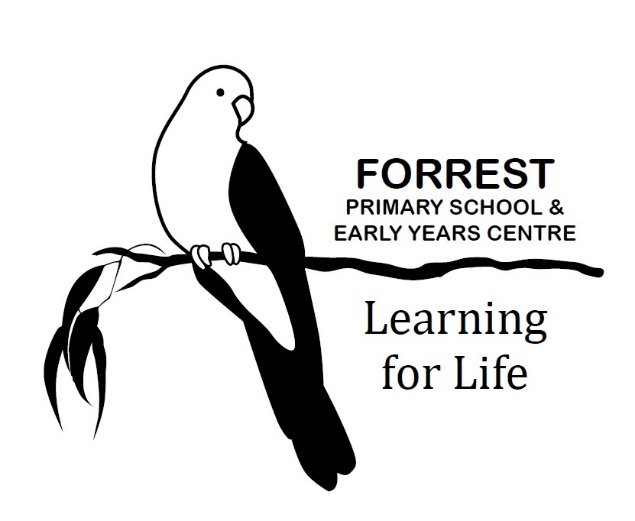 FORREST
PRIMARY SCHOOL &
EARLY YEARS CENTRE
Learning
for Life